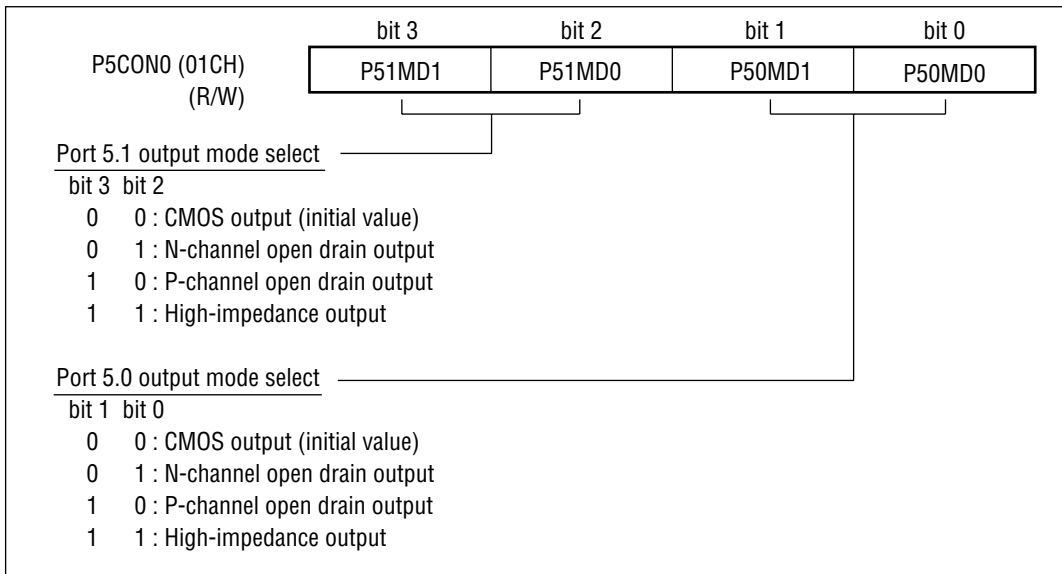 bit 3 bit 2 bit 1 bit 0
P5CON0 (01CH) P51MD1 P51MD0 P50MD1 P50MD0
(R/W)
Port 5.1 output mode select
bit 3 bit 2
0 0 : CMOS output (initial value)
0 1 : N-channel open drain output
1 0 : P-channel open drain output
1 1 : High-impedance output
Port 5.0 output mode select
bit 1 bit 0
0 0 : CMOS output (initial value)
0 1 : N-channel open drain output
1 0 : P-channel open drain output
1 1 : High-impedance output